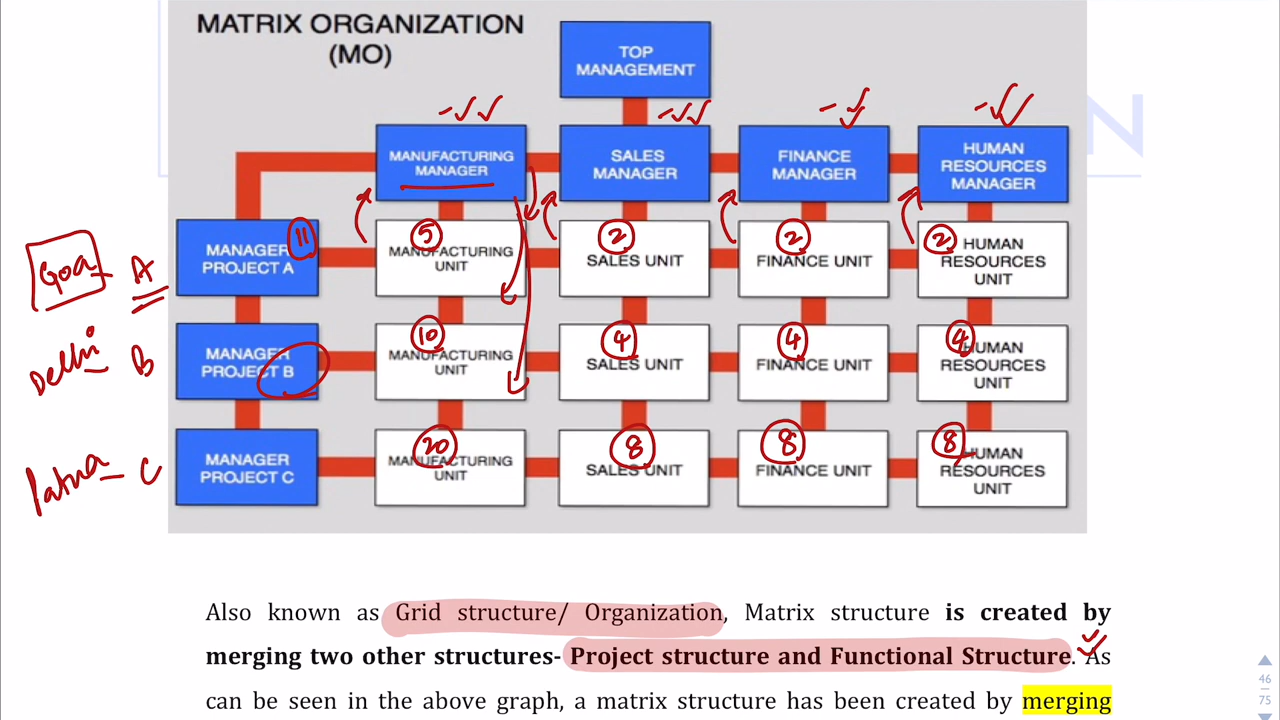 MATRIX ORGANIZATION
(MO)
TOP
MANAGEMENT
MANUFACTURING
MANAGER
SALES
MANAGER
FINANCE
MANAGER
HUMAN
RESOURCES
MANAGER
Goa A
MANAGER
PROJECT A
11
5
MANUFACTURING
UNIT
2
SALES UNIT
2
FINANCE UNIT
2
HUMAN
RESOURCES
UNIT
Delhi B
MANAGER
PROJECT B
10
MANUFACTURING
UNIT
4
SALES UNIT
4
FINANCE UNIT
4
HUMAN
RESOURCES
UNIT
Patna C
MANAGER
PROJECT C
20
MANUFACTURING
UNIT
8
SALES UNIT
8
FINANCE UNIT
8
HUMAN
RESOURCES
UNIT
Also known as Grid structure/ Organization, Matrix structure is created by
merging two other structures- Project structure and Functional Structure. As
can be seen in the above graph, a matrix structure has been created by merging
46
75